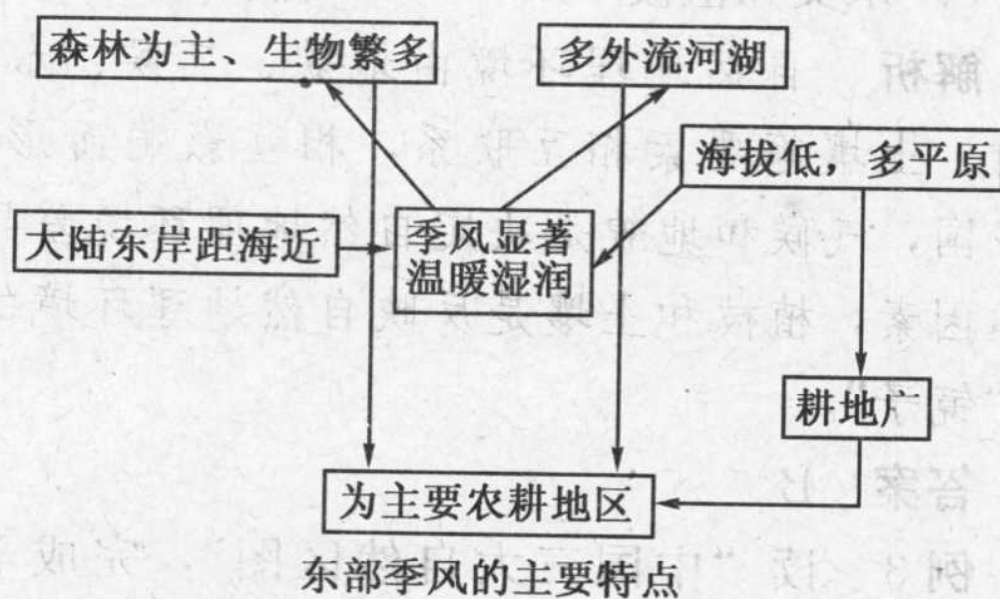 森林为主、生物繁多
多外流河湖
海拔低，多平原
大陆东岸距海近
季风显著
温暖湿润
耕地广
为主要农耕地区
东部季风的主要特点